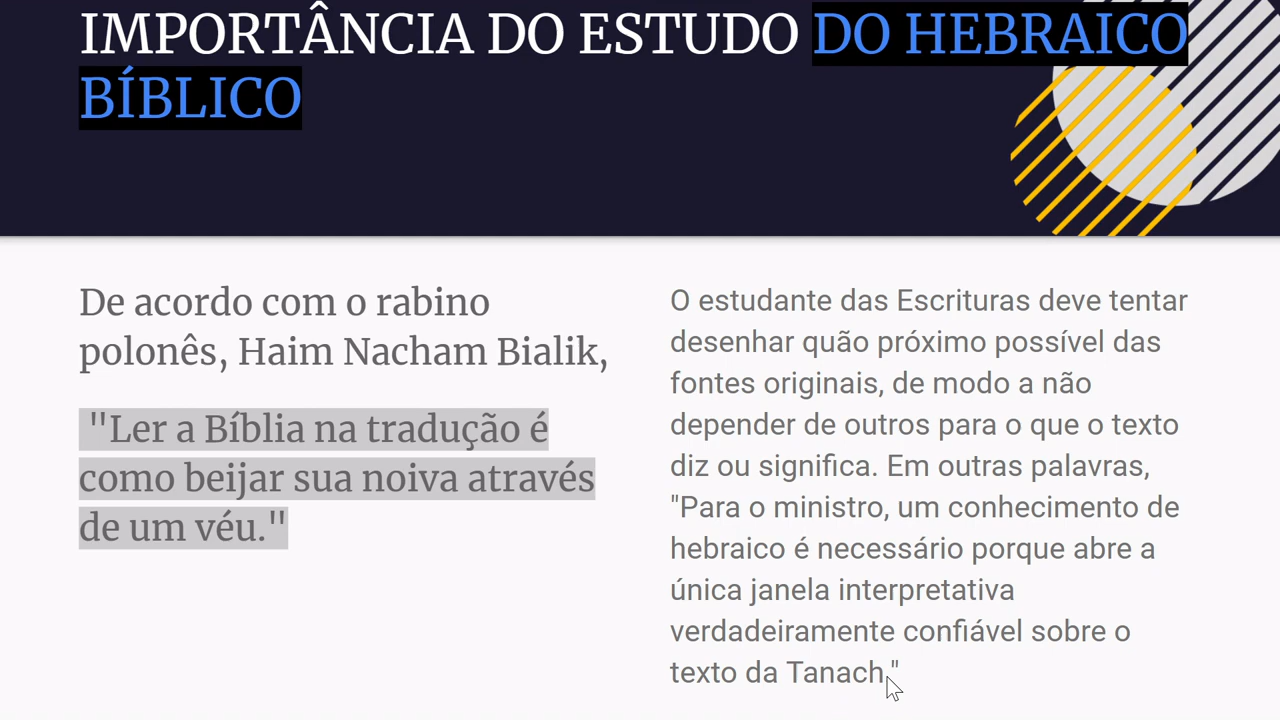 IMPORTÂNCIA DO ESTUDO DO HEBRAICO
BÍBLICO
De acordo com o rabino
polonês, Haim Nacham Bialik,
"Ler a Bíblia na tradução é
como beijar sua noiva através
de um véu."
O estudante das Escrituras deve tentar
desenhar quão próximo possível das
fontes originais, de modo a não
depender de outros para o que o texto
diz ou significa. Em outras palavras,
"Para o ministro, um conhecimento de
hebraico é necessário porque abre a
única janela interpretativa
verdadeiramente confiável sobre o
texto da Tanach."